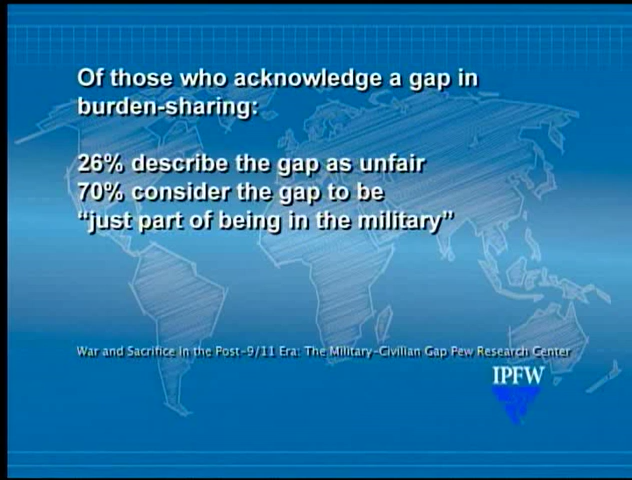 Of those who acknowledge a gap in
burden-sharing:
26% describe the gap as unfair
70% consider the gap to be
“just part of being in the military”
War and Sacrifice in the Post-9/11 Era: The Military-Civilian Gap Pew Research Center
IPFW